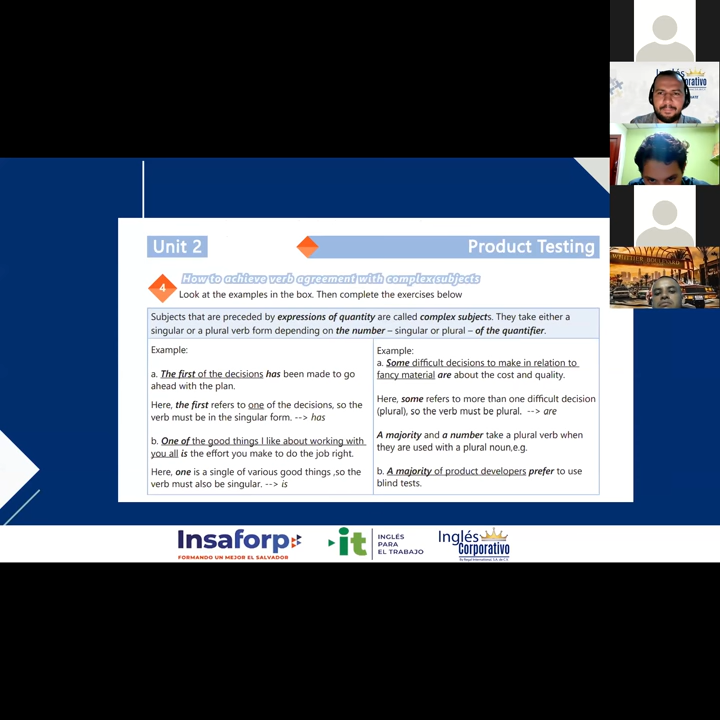 Unit 2
Product Testing
4
How to achieve verb agreement with complex subjects
Look at the examples in the box. Then complete the exercises below
Subjects that are preceded by expressions of quantity are called complex subjects. They take either a
singular or a plural verb form depending on the number – singular or plural – of the quantifier.
Example:
a. The first of the decisions has been made to go
ahead with the plan.
Here, the first refers to one of the decisions, so the
verb must be in the singular form. --> has
b. One of the good things I like about working with
you all is the effort you make to do the job right.
Here, one is a single of various good things ,so the
verb must also be singular. --> is
Example:
a. Some difficult decisions to make in relation to
fancy material are about the cost and quality.
Here, some refers to more than one difficult decision
(plural), so the verb must be plural. --> are
A majority and a number take a plural verb when
they are used with a plural noun,e.g.
b. A majority of product developers prefer to use
blind tests.
Insaforp
FORMANDO UN MEJOR EL SALVADOR
it
INGLÉS
PARA
EL TRABAJO
Inglés
Corporativo
WHITTIER BOULEVARD